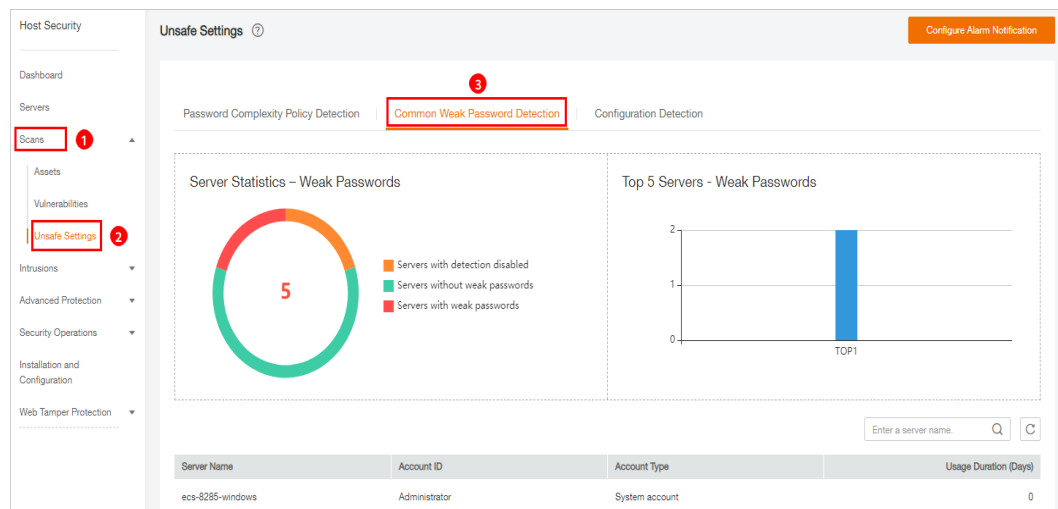 Host Security
Unsafe Settings ?
Configure Alarm Notification
Dashboard
Servers
Scans
1
Assets
Vulnerabilities
Unsafe Settings
2
Intrusions
Advanced Protection
Security Operations
Installation and
Configuration
Web Tamper Protection
3
Password Complexity Policy Detection
Common Weak Password Detection
Configuration Detection
Server Statistics – Weak Passwords
5
Servers with detection disabled
Servers without weak passwords
Servers with weak passwords
Top 5 Servers - Weak Passwords
2
1
0
TOP1
Enter a server name.
Server Name Account ID Account Type Usage Duration (Days)
ecs-8285-windows Administrator System account 0